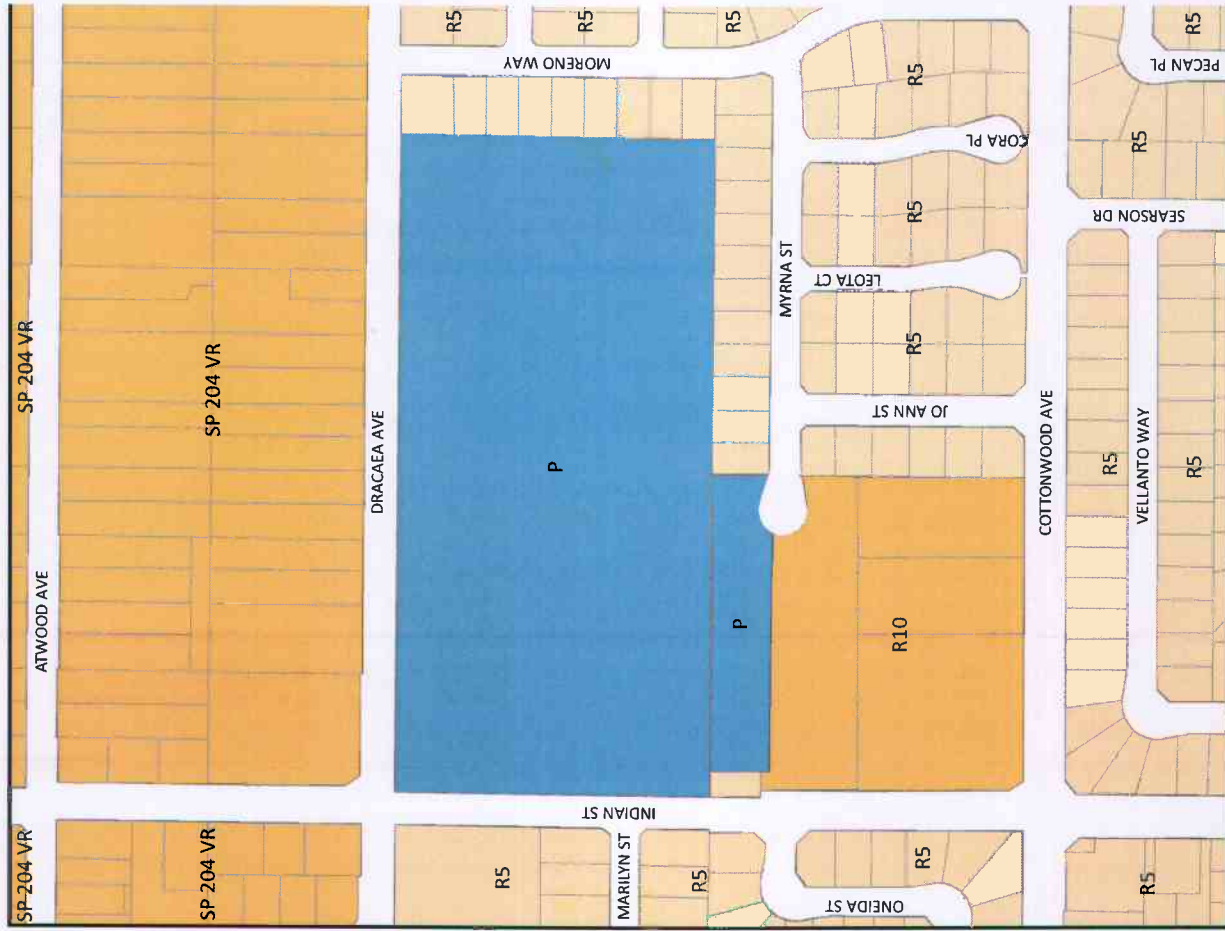 SP 204 VR
SP 204 VR
ATWOOD AVE
SP 204 VR
SP 204 VR
DRACAEA AVE
R5
R5
P
MORENO WAY
R5
MARILYN ST
INDIAN ST
R5
R5
P
MYRNA ST
LEOTA CT
ONEIDA ST
R5
R10
JO ANN ST
R5
R5
R5
CORA PL
COTTONWOOD AVE
R5
R5
VELLANTO WAY
SEARSON DR
R5
R5
PECAN PL
R5